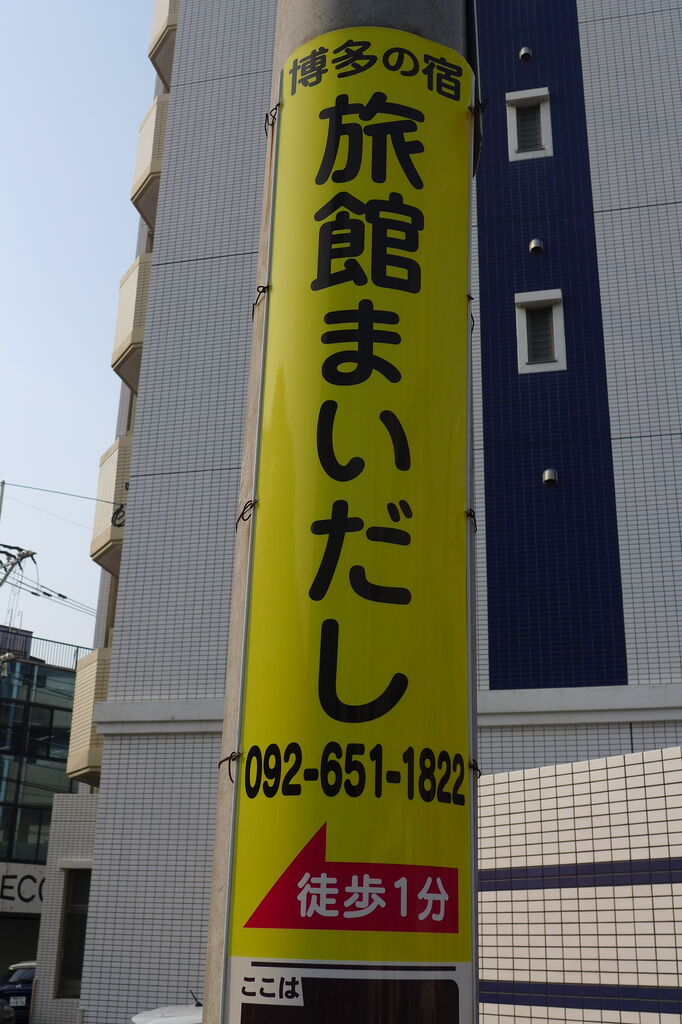 博多の宿
旅館まいだし
092-651-1822
徒歩1分
ここは